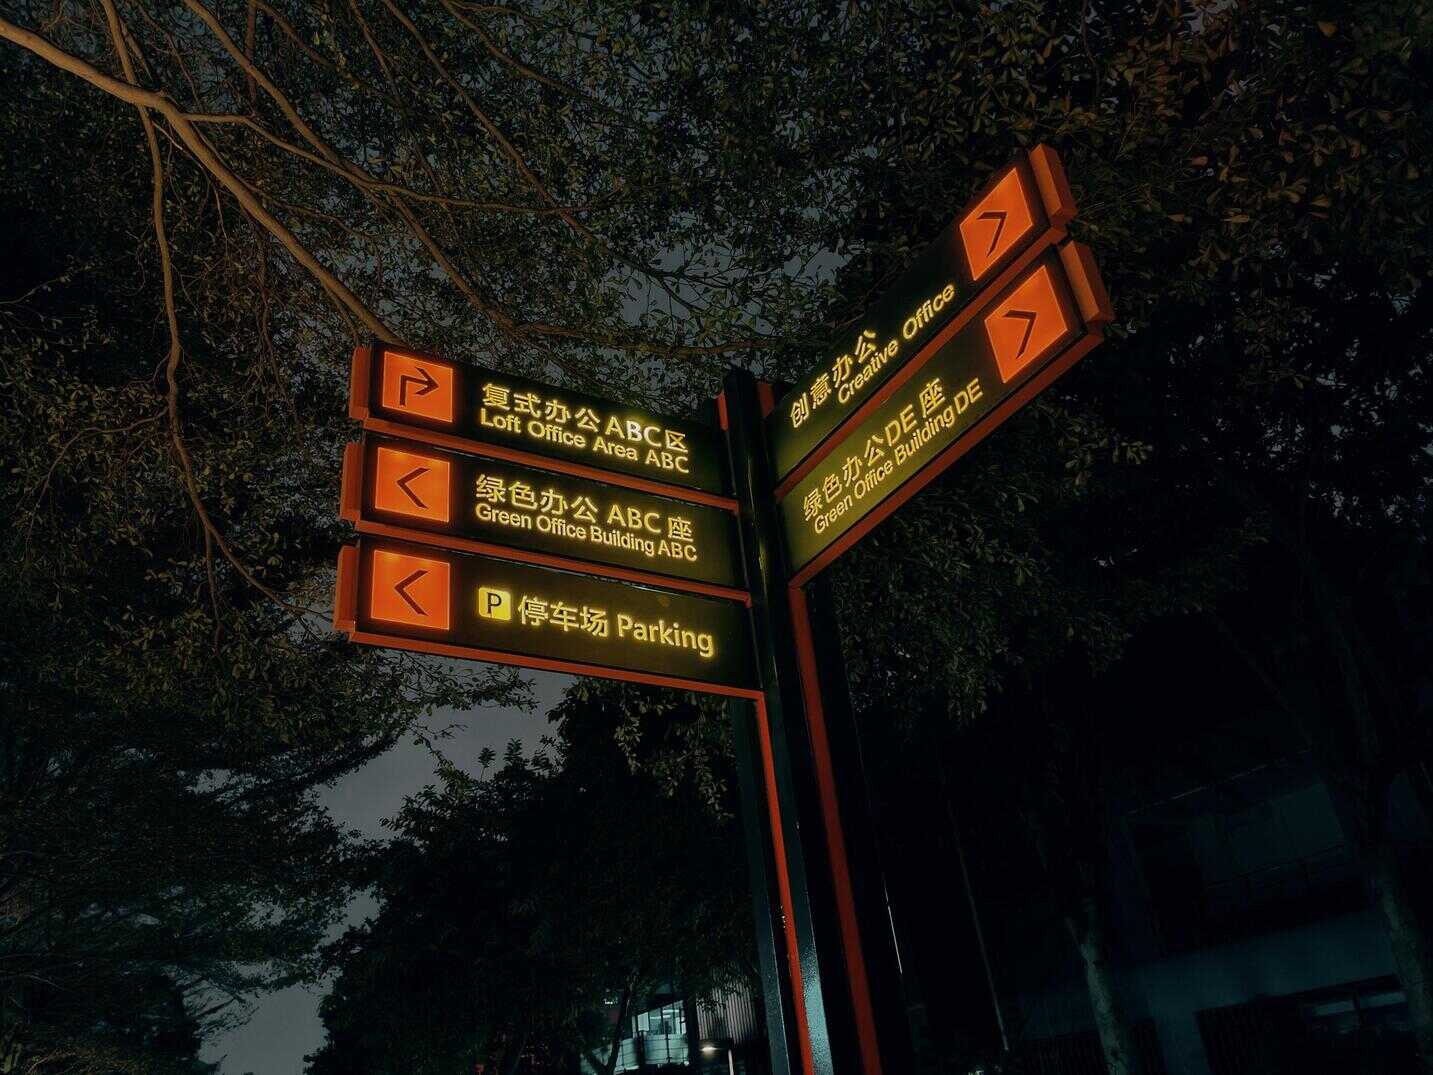 复式办公ABC区
Loft Office Area ABC
绿色办公 ABC 座
Green Office Building ABC
P 停车场 Parking
创意办公
Creative Office
绿色办公DE 座
Green Office Building DE